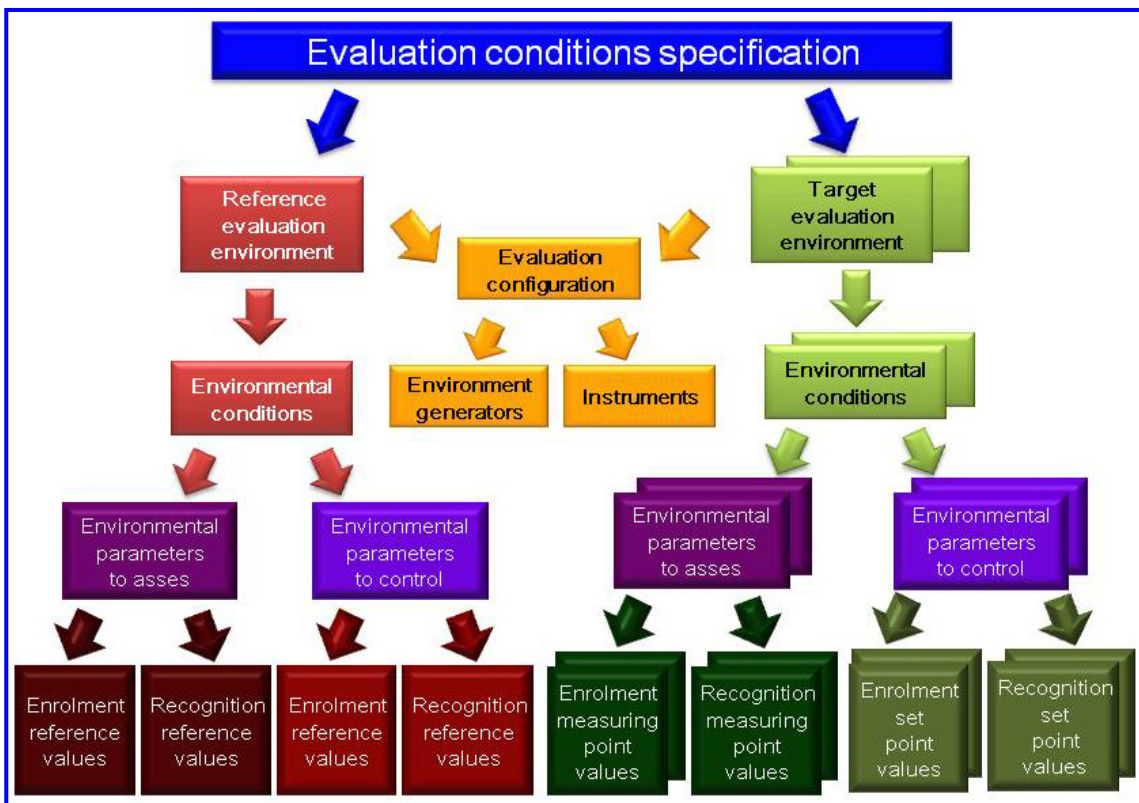 Evaluation conditions specification
Reference
evaluation
environment
Target
evaluation
environment
Evaluation
configuration
Environmental
conditions
Environment
generators
Instruments
Environmental
conditions
Environmental
parameters
to asses
Environmental
parameters
to control
Environmental
parameters
to asses
Environmental
parameters
to control
Enrolment
reference
values
Recognition
reference
values
Enrolment
reference
values
Recognition
reference
values
Enrolment
measuring
point
values
Recognition
measuring
point
values
Enrolment
set
point
values
Recognition
set
point
values